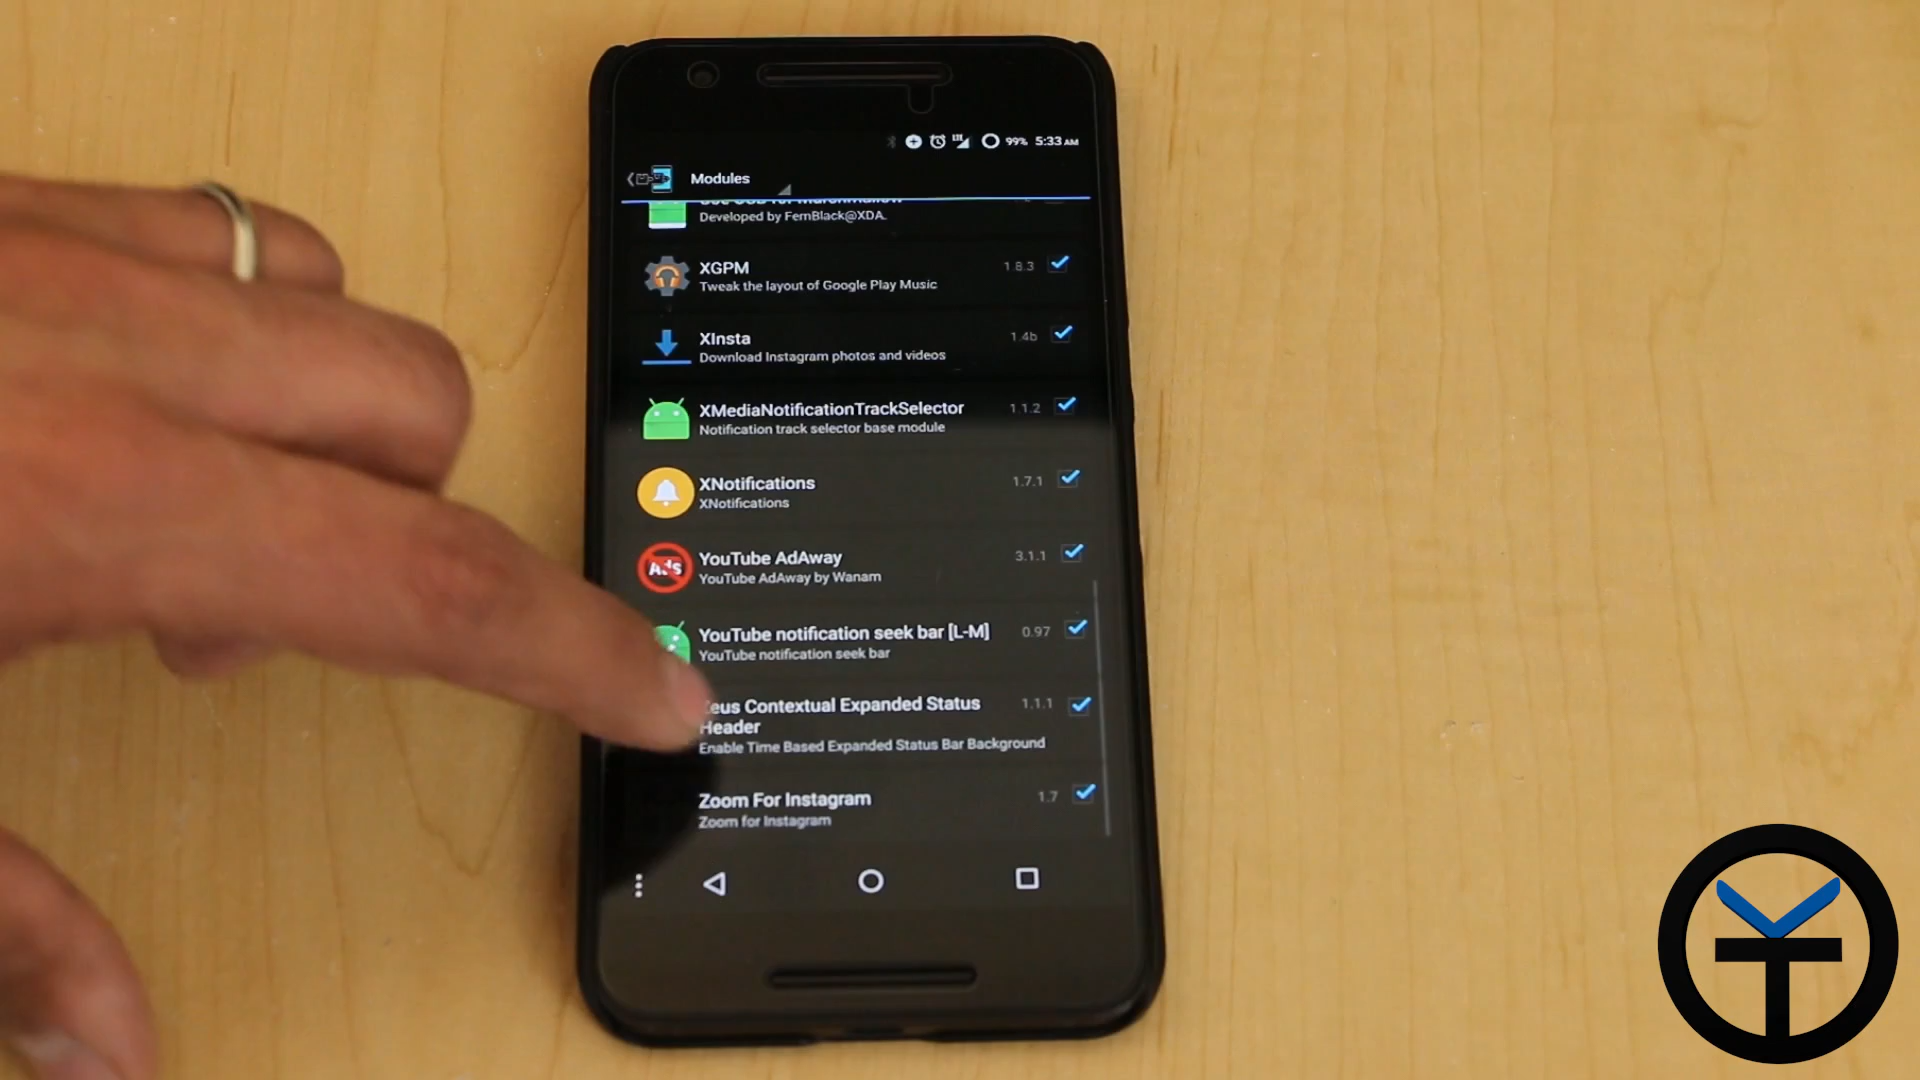 99% 5:33 AM
Modules
Developed by FernBlack@XDA.
XGPM 1.8.3
Tweak the layout of Google Play Music
XInsta 1.4b
Download Instagram photos and videos
XMediaNotificationTrackSelector 1.1.2
Notification track selector base module
XNotifications 1.7.1
XNotifications
YouTube AdAway 3.1.1
YouTube AdAway by Wanam
YouTube notification seek bar [L-M] 0.97
YouTube notification seek bar
Contextual Expanded Status 1.1.1
Header
Enable Time Based Expanded Status Bar Background
Zoom For Instagram 1.7
Zoom for Instagram